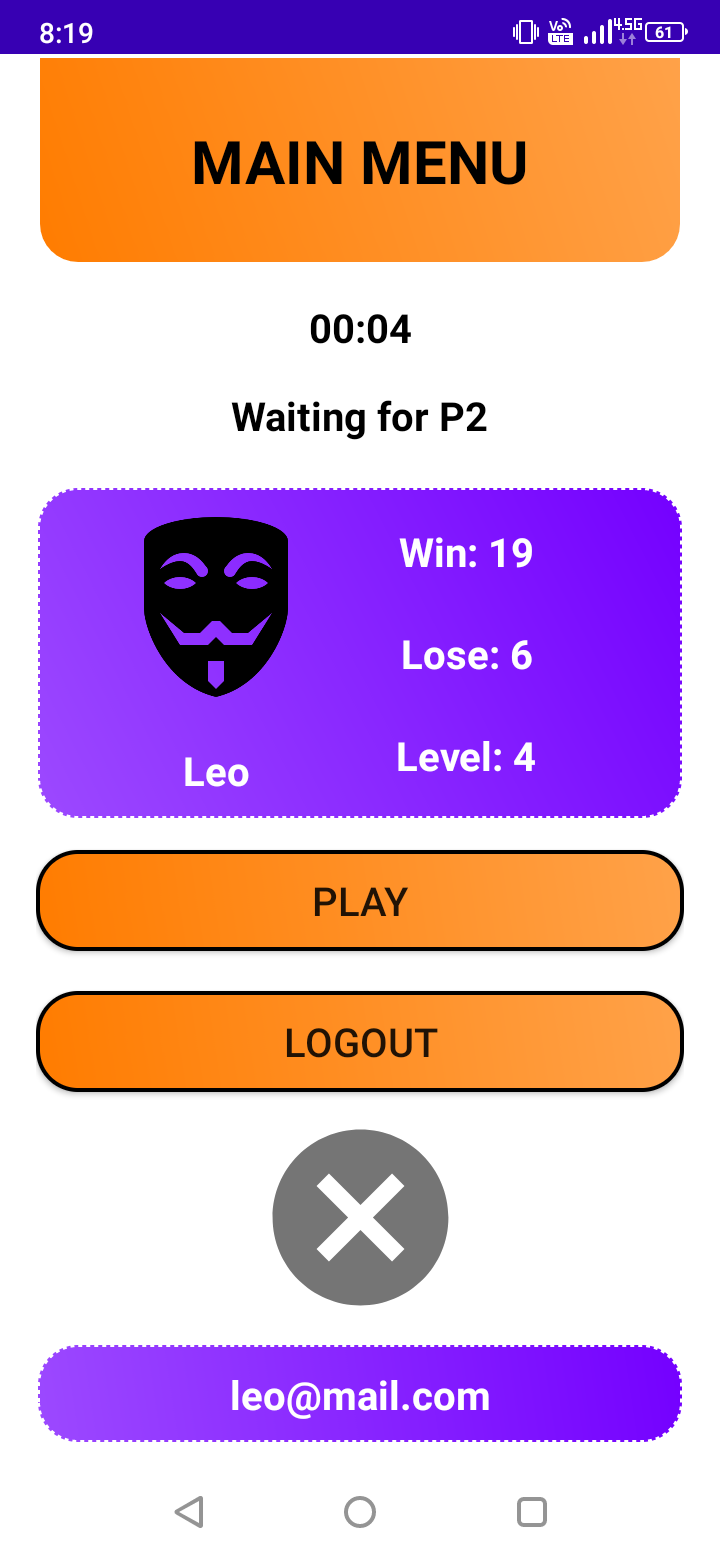 8:19
Vo LTE 4.5G 61
MAIN MENU
00:04
Waiting for P2
Win: 19
Lose: 6
Level: 4
Leo
PLAY
LOGOUT
leo@mail.com